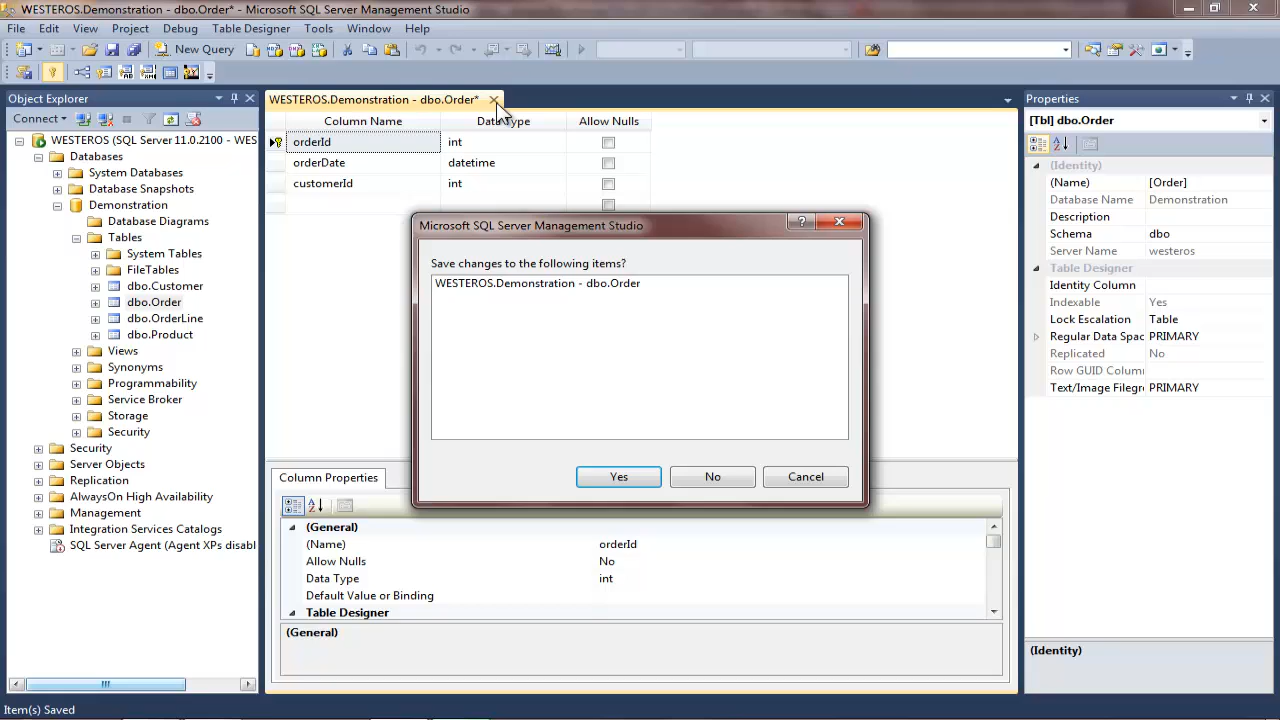 WESTEROS.Demonstration - dbo.Order* - Microsoft SQL Server Management Studio
File Edit View Project Debug Table Designer Tools Window Help
New Query
Object Explorer
Connect
WESTEROS (SQL Server 11.0.2100 - WES
Databases
System Databases
Database Snapshots
Demonstration
Database Diagrams
Tables
System Tables
FileTables
dbo.Customer
dbo.Order
dbo.OrderLine
dbo.Product
Views
Synonyms
Programmability
Service Broker
Storage
Security
Security
Server Objects
Replication
AlwaysOn High Availability
Management
Integration Services Catalogs
SQL Server Agent (Agent XPs disabl
WESTEROS.Demonstration - dbo.Order*
Column Name Data Type Allow Nulls
orderId int
orderDate datetime
customerId int
Microsoft SQL Server Management Studio
Save changes to the following items?
WESTEROS.Demonstration - dbo.Order
Yes No Cancel
Column Properties
(General)
(Name) orderId
Allow Nulls No
Data Type int
Default Value or Binding
Table Designer
(General)
Properties
[Tbl] dbo.Order
(Identity)
(Name) [Order]
Database Name Demonstration
Description
Schema dbo
Server Name westeros
Table Designer
Identity Column
Indexable Yes
Lock Escalation Table
Regular Data Spac PRIMARY
Replicated No
Row GUID Column
Text/Image Filegr PRIMARY
(Identity)
Item(s) Saved